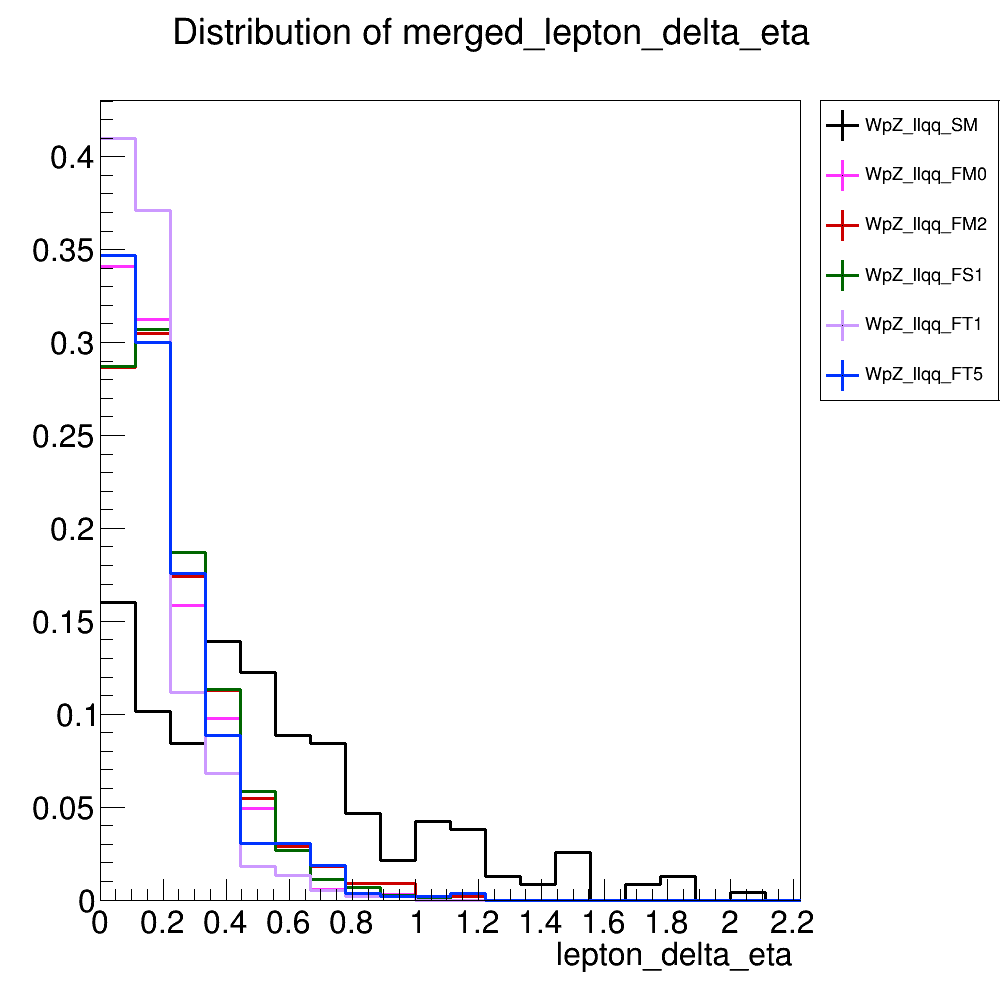 Distribution of merged_lepton_delta_eta
WpZ_llqq_SM
WpZ_llqq_FM0
WpZ_llqq_FM2
WpZ_llqq_FS1
WpZ_llqq_FT1
WpZ_llqq_FT5
0.4
0.35
0.3
0.25
0.2
0.15
0.1
0.05
0
0 0.2 0.4 0.6 0.8 1 1.2 1.4 1.6 1.8 2 2.2
lepton_delta_eta